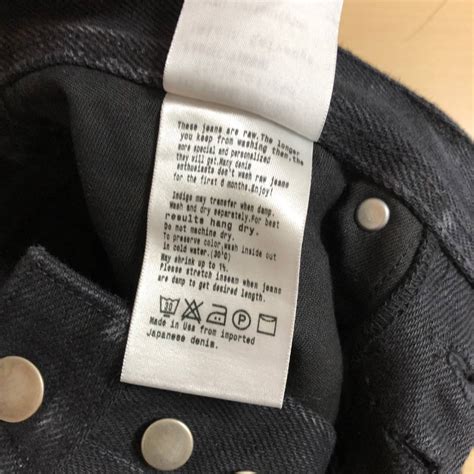 These jeans are raw.The longer
you keep from washing them,the
more special and personalized
they will get.Many denim
enthusiasts don't wash raw jeans
for the first 6 months.Enjoy!
Indigo may transfer when damp.
Wash and dry separately.For best
results hang dry.
Do not machine dry.
To preserve color,wash inside out
in cold water.(30°C)
May shrink up to 1%.
Please stretch inseam when jeans
are damp to get desired length.
30 P
Made in Usa from imported
Japanese denim.